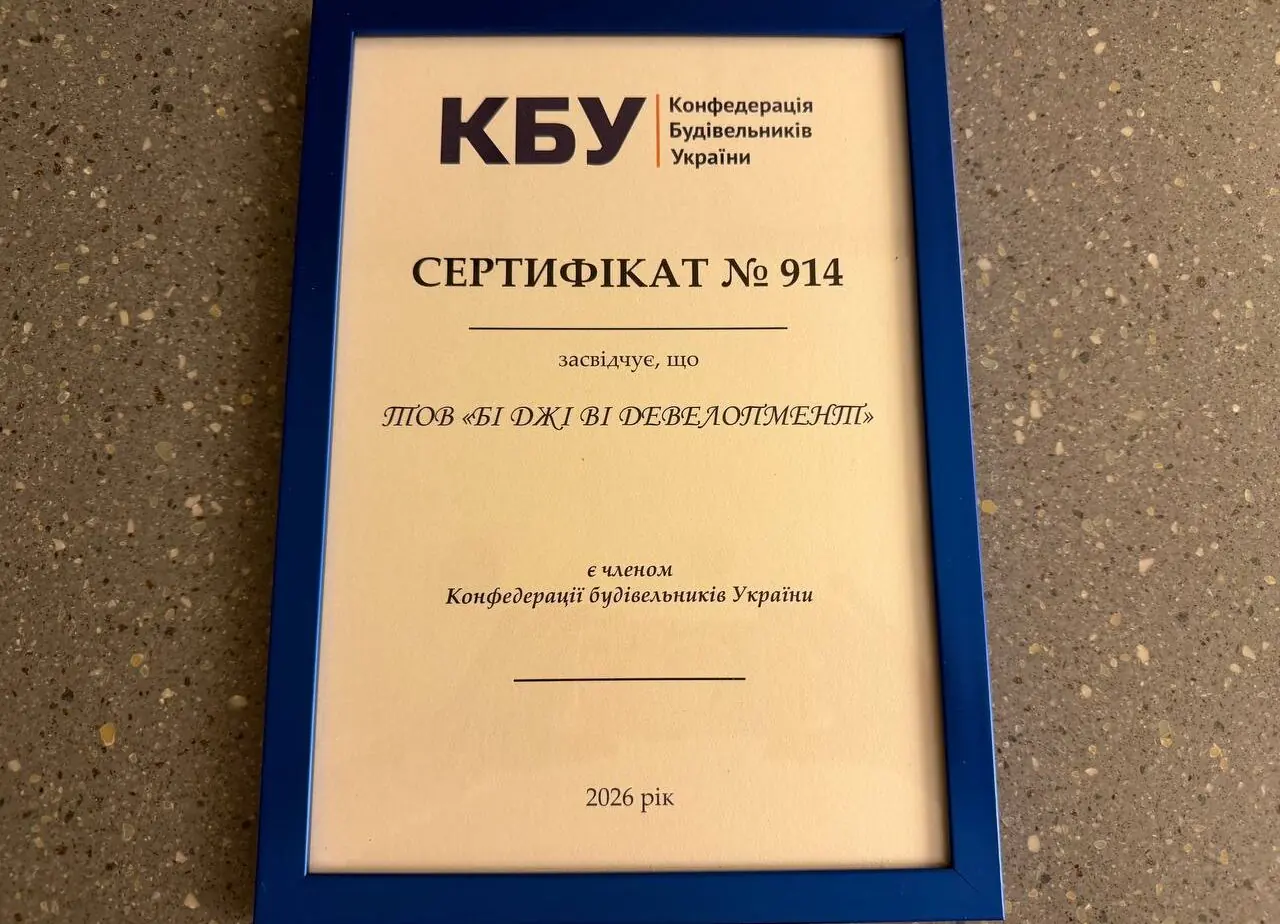 КБУ
Конфедерація
Будівельників
України
СЕРТИФІКАТ № 914
засвідчує, що
ТОВ «БІ ДЖІ ВІ ДЕВЕЛОПМЕНТ»
є членом
Конфедерації будівельників України
2026 рік